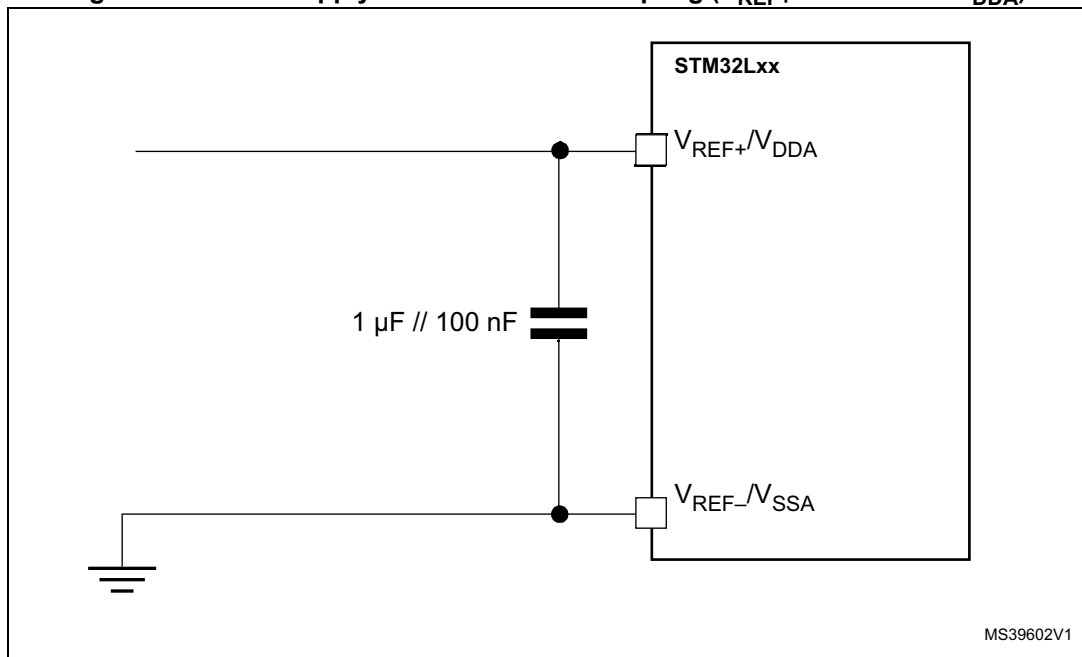 STM32Lxx
VREF+/VDDA
1 µF // 100 nF
VREF–/VSSA
MS39602V1